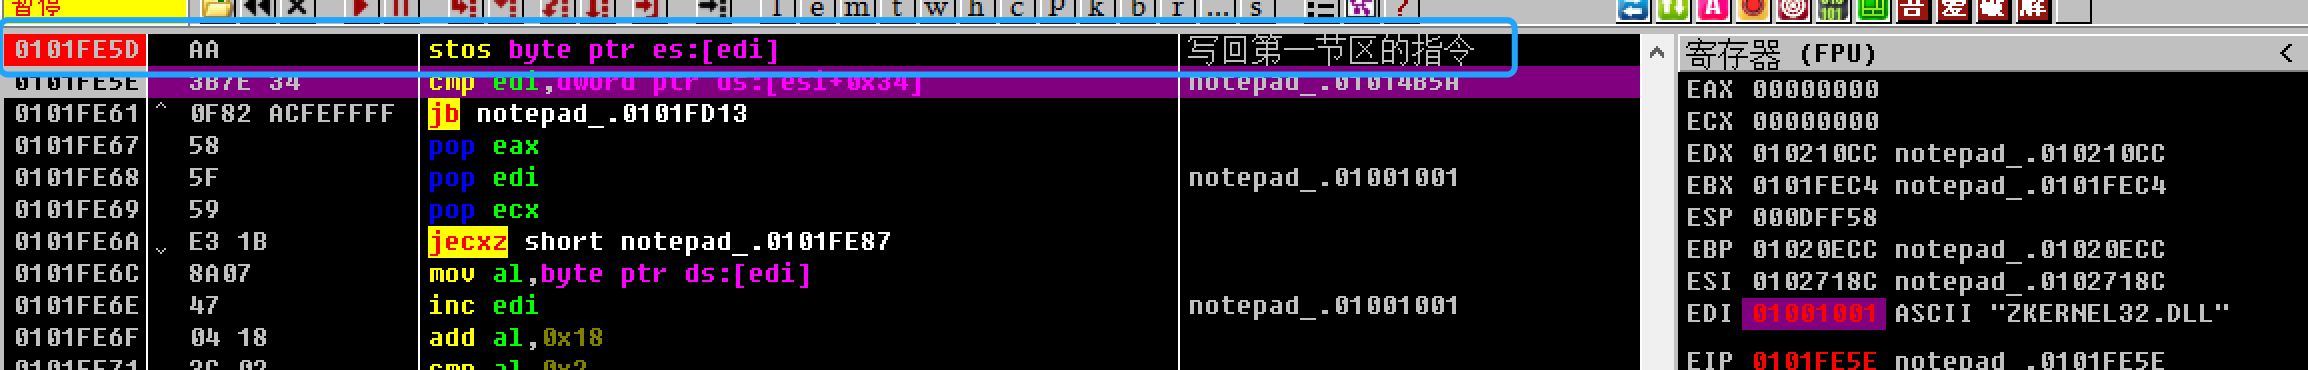 暂停
l e m t w h c p k b r ... s ?
0101FE5D AA stos byte ptr es:[edi] 写回第一节区的指令
0101FE5E 3B7E 34 cmp edi,dword ptr ds:[esi+0x34] notepad_.01014B5A
0101FE61 ^ 0F82 ACFEFFFF jb notepad_.0101FD13
0101FE67 58 pop eax
0101FE68 5F pop edi notepad_.01001001
0101FE69 59 pop ecx
0101FE6A E3 1B jecxz short notepad_.0101FE87
0101FE6C 8A07 mov al,byte ptr ds:[edi]
0101FE6E 47 inc edi notepad_.01001001
0101FE6F 04 18 add al,0x18
0101FE71 3C 02 cmp al,0x2
寄存器 (FPU) <
EAX 00000000
ECX 00000000
EDX 010210CC notepad_.010210CC
EBX 0101FEC4 notepad_.0101FEC4
ESP 000DFF58
EBP 01020ECC notepad_.01020ECC
ESI 0102718C notepad_.0102718C
EDI 01001001 ASCII "ZKERNEL32.DLL"
EIP 0101FE5E notepad_.0101FE5E